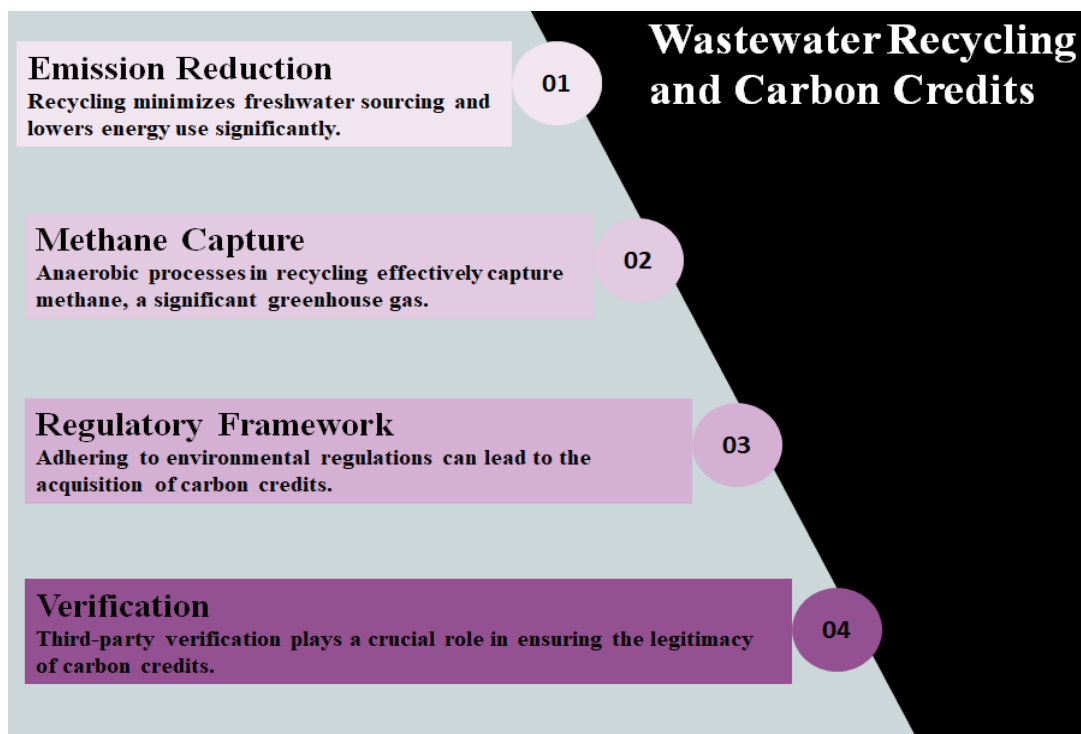 Wastewater Recycling
and Carbon Credits
Emission Reduction
Recycling minimizes freshwater sourcing and
lowers energy use significantly.
01
Methane Capture
Anaerobic processes in recycling effectively capture
methane, a significant greenhouse gas.
02
Regulatory Framework
Adhering to environmental regulations can lead to the
acquisition of carbon credits.
03
Verification
Third-party verification plays a crucial role in ensuring the legitimacy
of carbon credits.
04